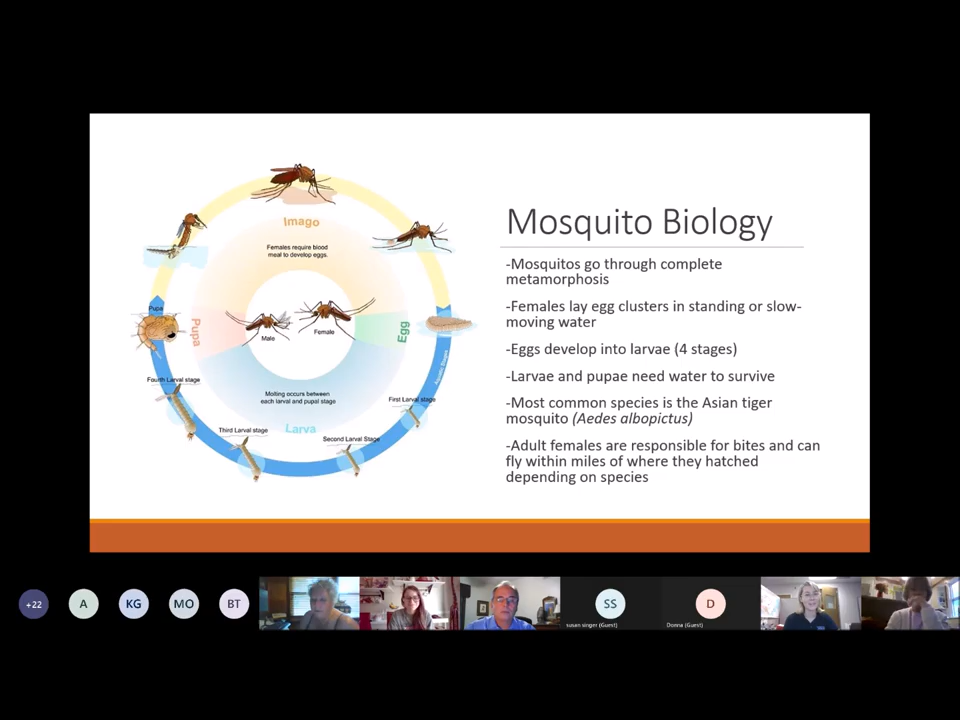 Mosquito Biology
-Mosquitos go through complete
metamorphosis
-Females lay egg clusters in standing or slow-
moving water
-Eggs develop into larvae (4 stages)
-Larvae and pupae need water to survive
-Most common species is the Asian tiger
mosquito (Aedes albopictus)
-Adult females are responsible for bites and can
fly within miles of where they hatched
depending on species
Imago
Females require blood
meal to develop eggs.
Pupa
Pupa
Male
Female
Egg
Aquatic Stages
Molting occurs between
each larval and pupal stage
Larva
Fourth Larval stage
Third Larval stage
Second Larval Stage
First Larval stage
+22
A
KG
MO
BT
SS
susan singer (Guest)
D
Donna (Guest)